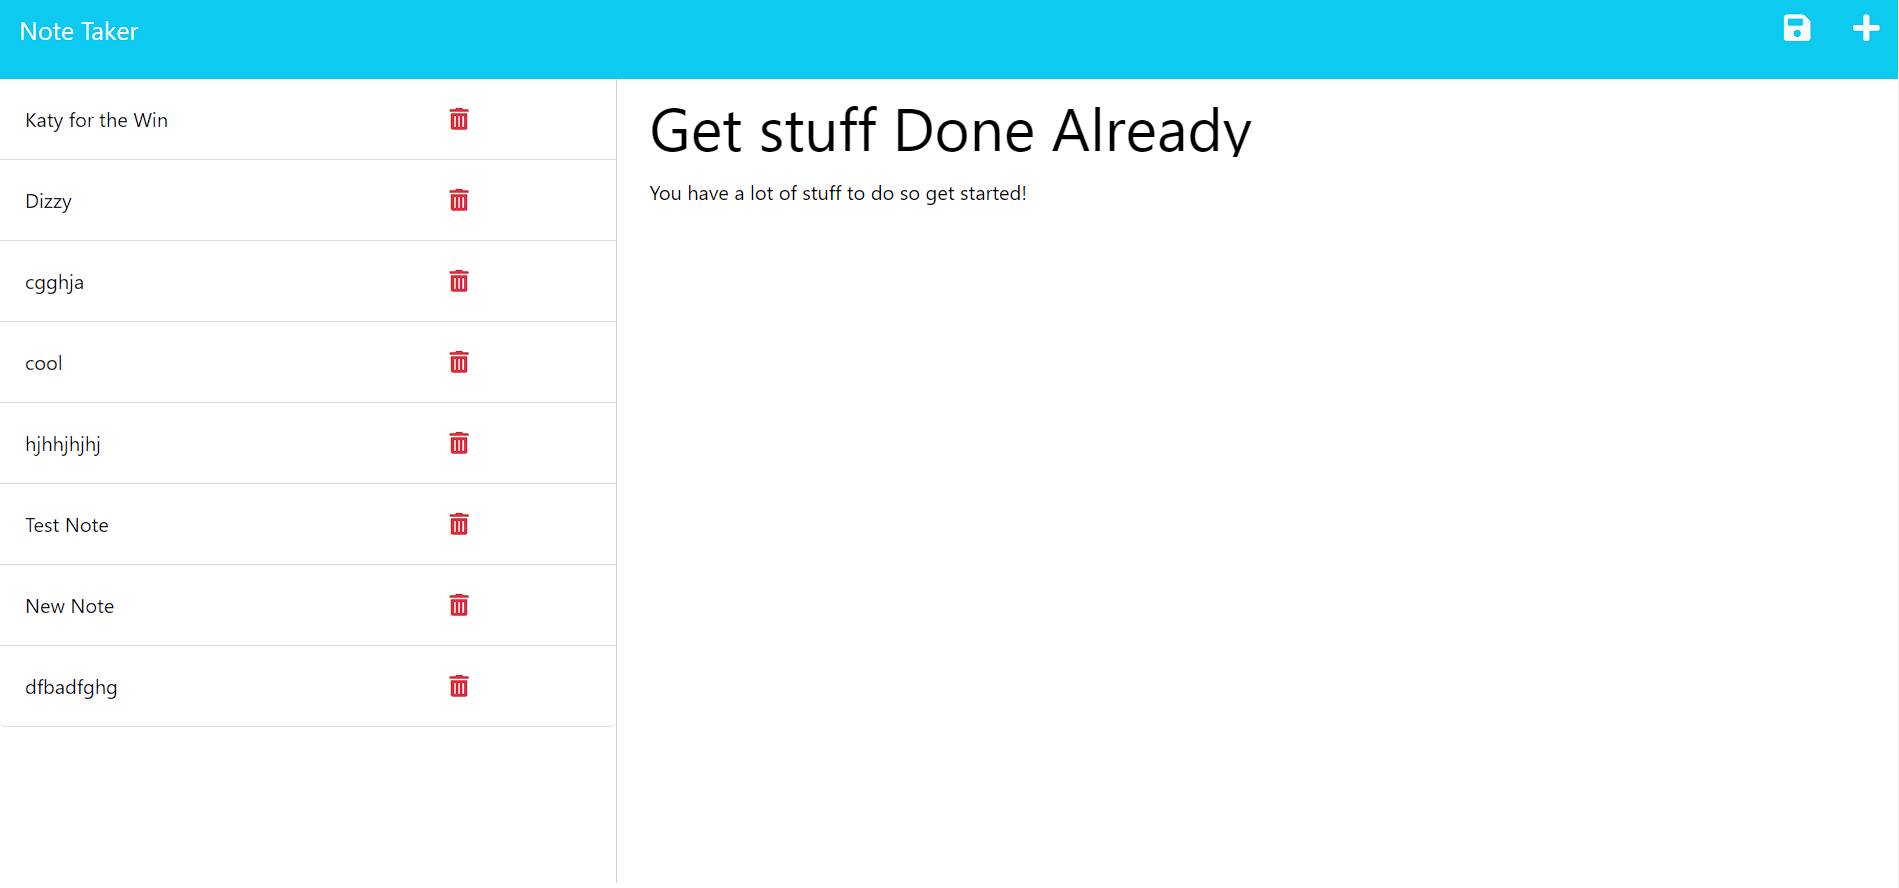 Note Taker
Katy for the Win
Dizzy
cgghja
cool
hjhhjhjhj
Test Note
New Note
dfbadfghg
Get stuff Done Already
You have a lot of stuff to do so get started!